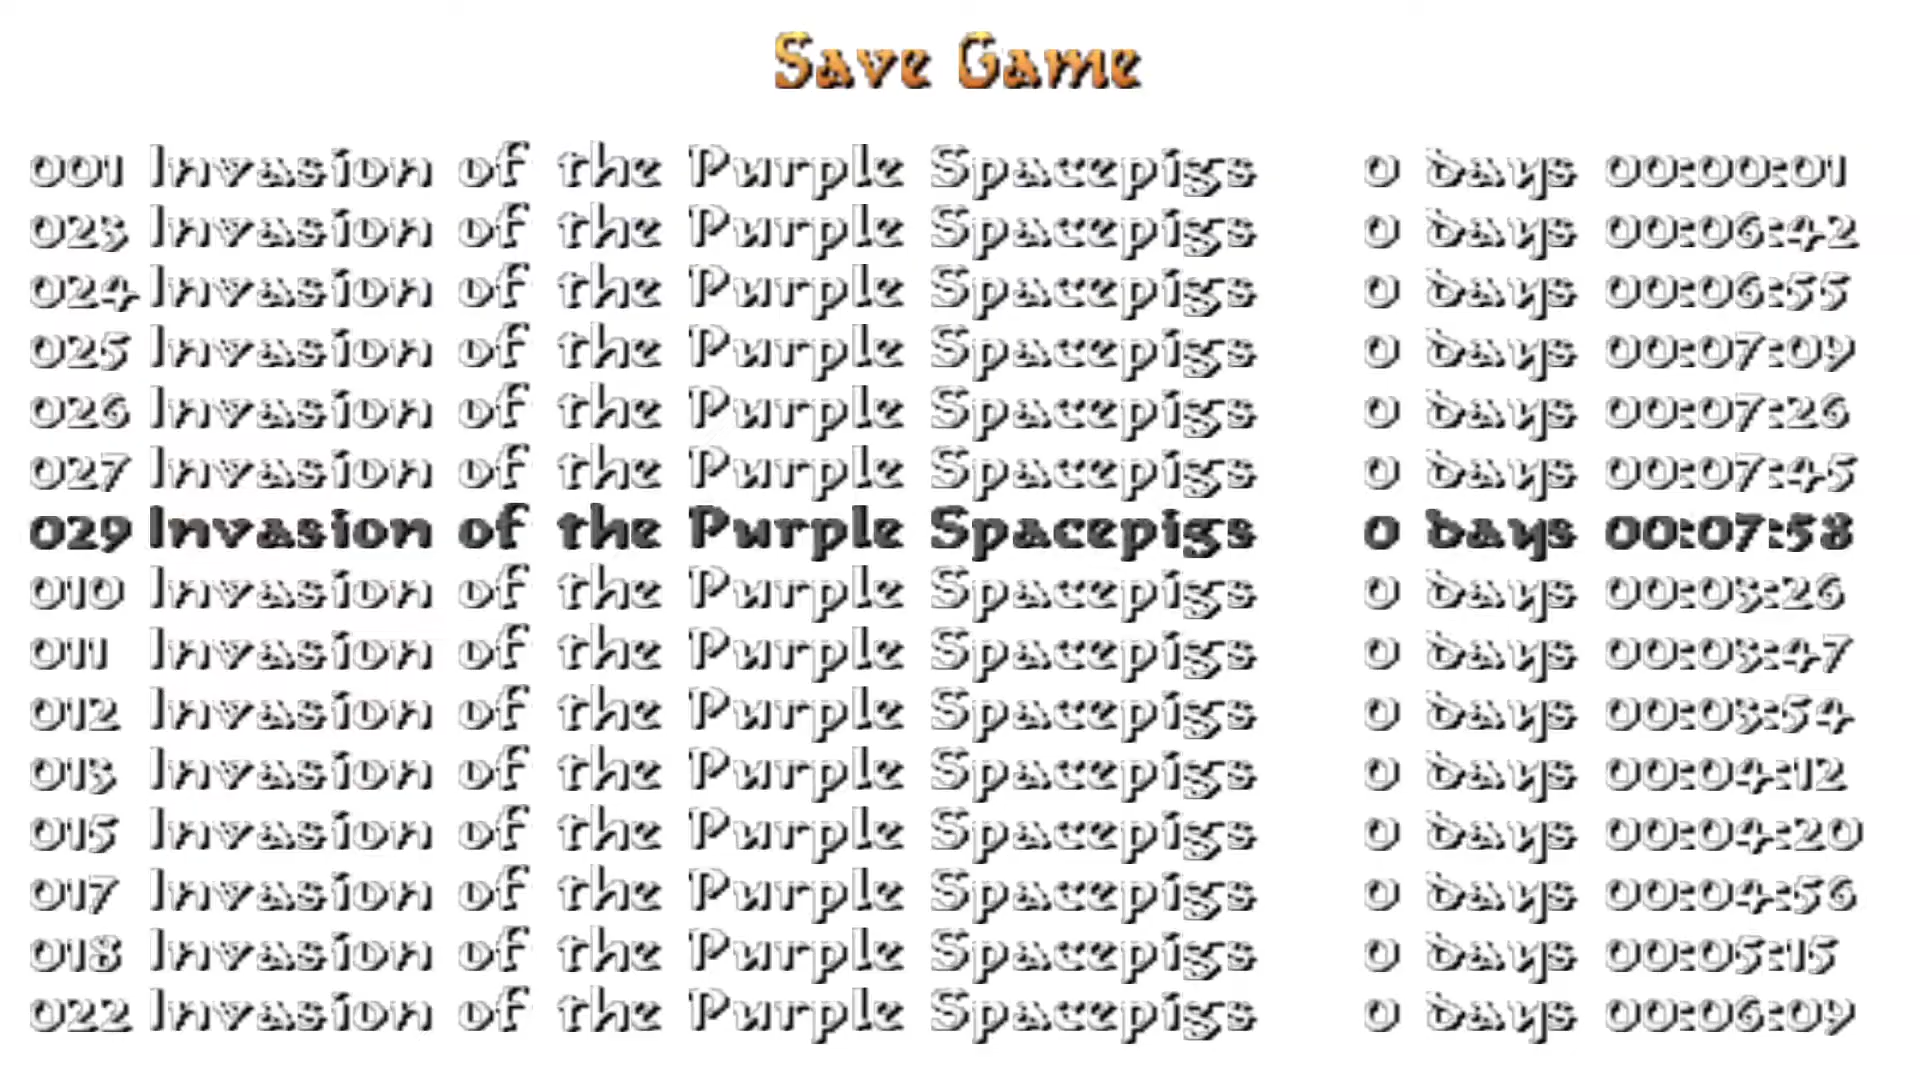 Save Game
001 Invasion of the Purple Spacepigs 0 days 00:00:01
023 Invasion of the Purple Spacepigs 0 days 00:06:42
024 Invasion of the Purple Spacepigs 0 days 00:06:55
025 Invasion of the Purple Spacepigs 0 days 00:07:09
026 Invasion of the Purple Spacepigs 0 days 00:07:26
027 Invasion of the Purple Spacepigs 0 days 00:07:45
029 Invasion of the Purple Spacepigs 0 days 00:07:58
010 Invasion of the Purple Spacepigs 0 days 00:03:26
011 Invasion of the Purple Spacepigs 0 days 00:03:47
012 Invasion of the Purple Spacepigs 0 days 00:03:54
013 Invasion of the Purple Spacepigs 0 days 00:04:12
015 Invasion of the Purple Spacepigs 0 days 00:04:20
017 Invasion of the Purple Spacepigs 0 days 00:04:56
018 Invasion of the Purple Spacepigs 0 days 00:05:15
022 Invasion of the Purple Spacepigs 0 days 00:06:09